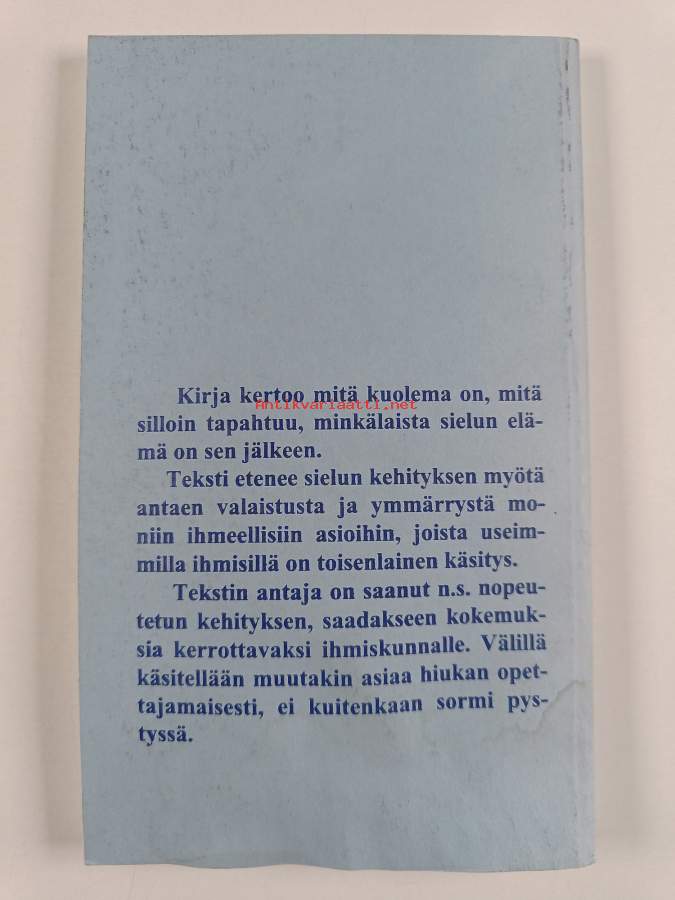 Kirja kertoo mitä kuolema on, mitä
Antikvariaatti.net
silloin tapahtuu, minkälaista sielun elä-
mä on sen jälkeen.
Teksti etenee sielun kehityksen myötä
antaen valaistusta ja ymmärrystä mo-
niin ihmeellisiin asioihin, joista useim-
milla ihmisillä on toisenlainen käsitys.
Tekstin antaja on saanut n.s. nopeu-
tetun kehityksen, saadakseen kokemuk-
sia kerrottavaksi ihmiskunnalle. Välillä
käsitellään muutakin asiaa hiukan opet-
tajamaisesti, ei kuitenkaan sormi pys-
tyssä.